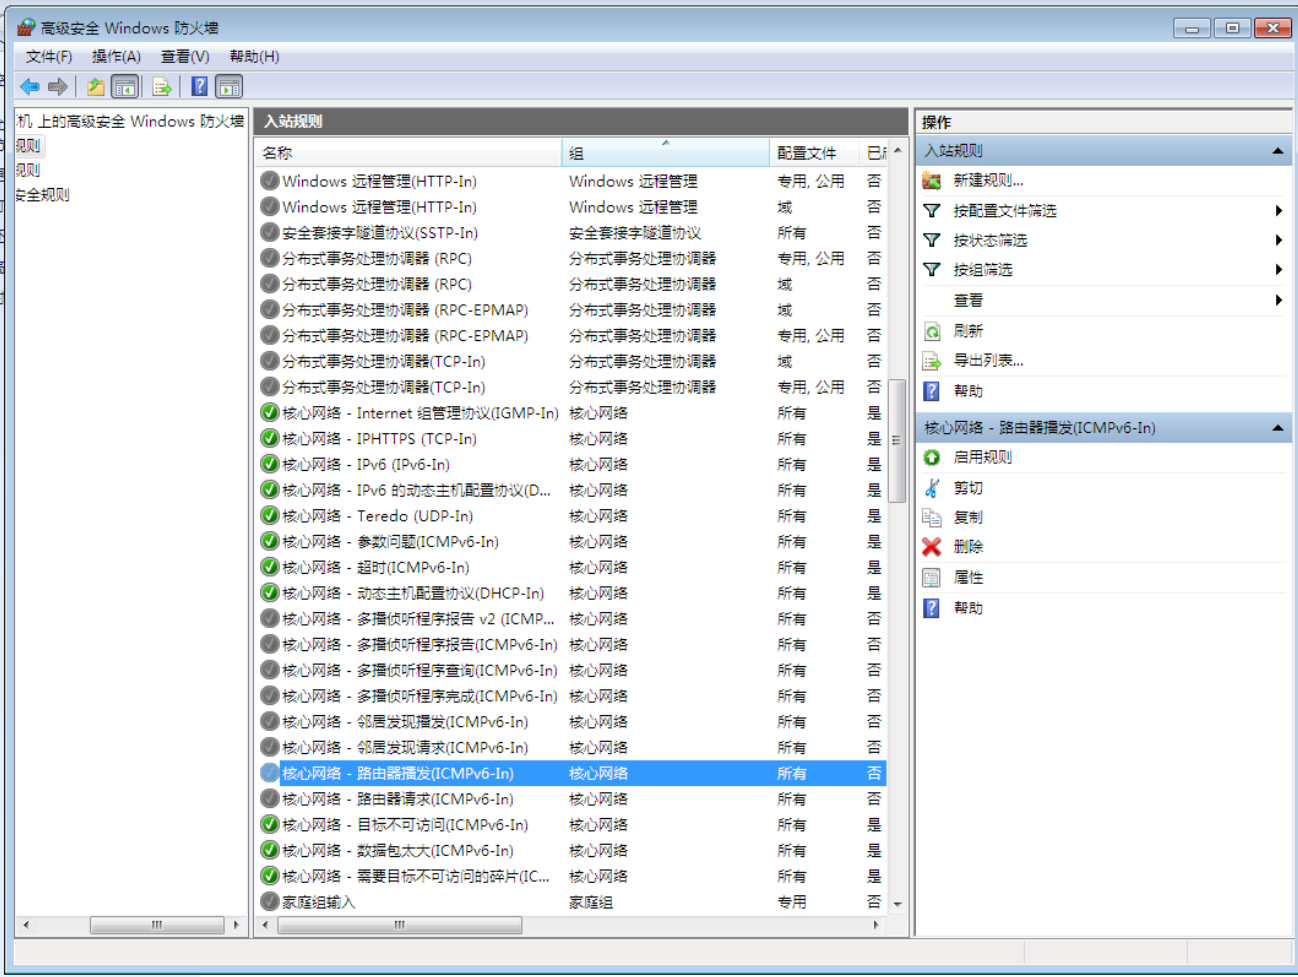 高级安全 Windows 防火墙
文件(F) 操作(A) 查看(V) 帮助(H)
机 上的高级安全 Windows 防火墙
规则
规则
安全规则
入站规则
名称 组 配置文件
Windows 远程管理(HTTP-In) Windows 远程管理 专用, 公用 否
Windows 远程管理(HTTP-In) Windows 远程管理 域 否
安全套接字隧道协议(SSTP-In) 安全套接字隧道协议 所有 否
分布式事务处理协调器 (RPC) 分布式事务处理协调器 专用, 公用 否
分布式事务处理协调器 (RPC) 分布式事务处理协调器 域 否
分布式事务处理协调器 (RPC-EPMAP) 分布式事务处理协调器 域 否
分布式事务处理协调器 (RPC-EPMAP) 分布式事务处理协调器 专用, 公用 否
分布式事务处理协调器(TCP-In) 分布式事务处理协调器 域 否
分布式事务处理协调器(TCP-In) 分布式事务处理协调器 专用, 公用 否
核心网络 - Internet 组管理协议(IGMP-In) 核心网络 所有 是
核心网络 - IPHTTPS (TCP-In) 核心网络 所有 是
核心网络 - IPv6 (IPv6-In) 核心网络 所有 是
核心网络 - IPv6 的动态主机配置协议(D... 核心网络 所有 是
核心网络 - Teredo (UDP-In) 核心网络 所有 是
核心网络 - 参数问题(ICMPv6-In) 核心网络 所有 是
核心网络 - 超时(ICMPv6-In) 核心网络 所有 是
核心网络 - 动态主机配置协议(DHCP-In) 核心网络 所有 是
核心网络 - 多播侦听程序报告 v2 (ICMP... 核心网络 所有 否
核心网络 - 多播侦听程序报告(ICMPv6-In) 核心网络 所有 否
核心网络 - 多播侦听程序查询(ICMPv6-In) 核心网络 所有 否
核心网络 - 多播侦听程序完成(ICMPv6-In) 核心网络 所有 否
核心网络 - 邻居发现播发(ICMPv6-In) 核心网络 所有 否
核心网络 - 邻居发现请求(ICMPv6-In) 核心网络 所有 否
核心网络 - 路由器播发(ICMPv6-In) 核心网络 所有 否
核心网络 - 路由器请求(ICMPv6-In) 核心网络 所有 否
核心网络 - 目标不可访问(ICMPv6-In) 核心网络 所有 是
核心网络 - 数据包太大(ICMPv6-In) 核心网络 所有 是
核心网络 - 需要目标不可访问的碎片(IC... 核心网络 所有 是
家庭组输入 家庭组 专用 否
操作
入站规则
新建规则...
按配置文件筛选
按状态筛选
按组筛选
查看
刷新
导出列表...
帮助
核心网络 - 路由器播发(ICMPv6-In)
启用规则
剪切
复制
删除
属性
帮助